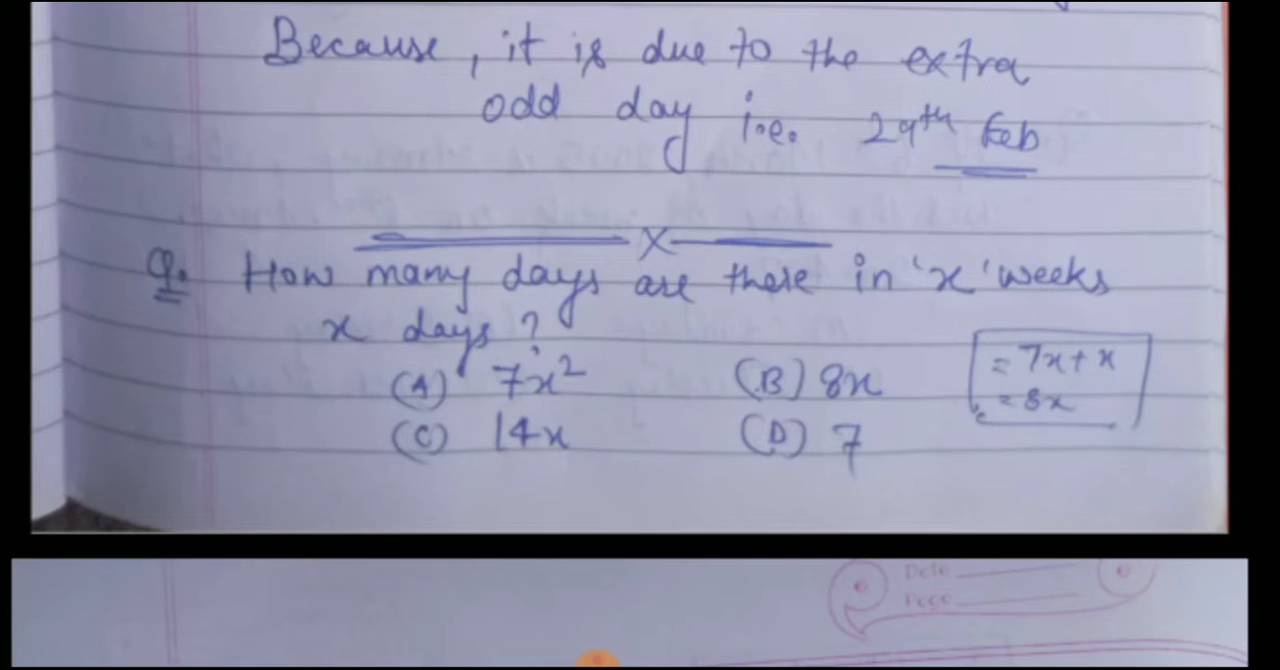 Because, it is due to the extra
odd day i.e. 29th Feb
X
Q. How many days are there in 'x' weeks
x days?
(A) 7x² (B) 8x
(C) 14x (D) 7
= 7x + x
= 8x
Date
Page